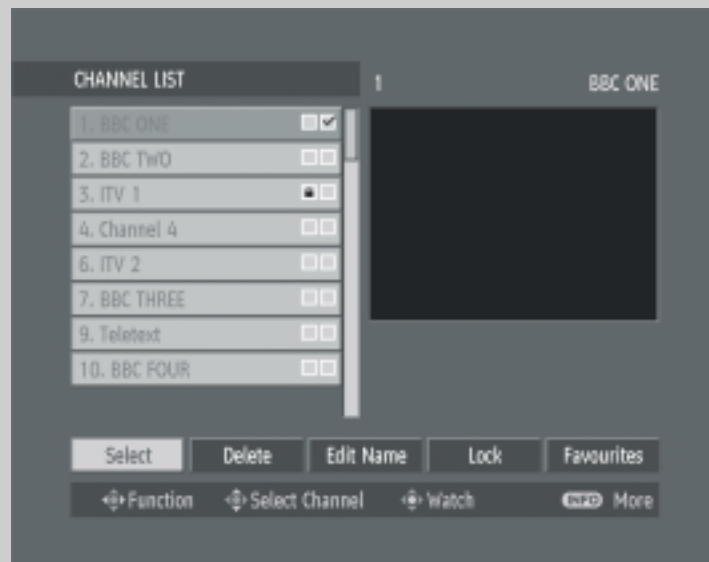 CHANNEL LIST
1 BBC ONE
1. BBC ONE
2. BBC TWO
3. ITV 1
4. Channel 4
6. ITV 2
7. BBC THREE
9. Teletext
10. BBC FOUR
Select Delete Edit Name Lock Favourites
Function Select Channel Watch INFO More